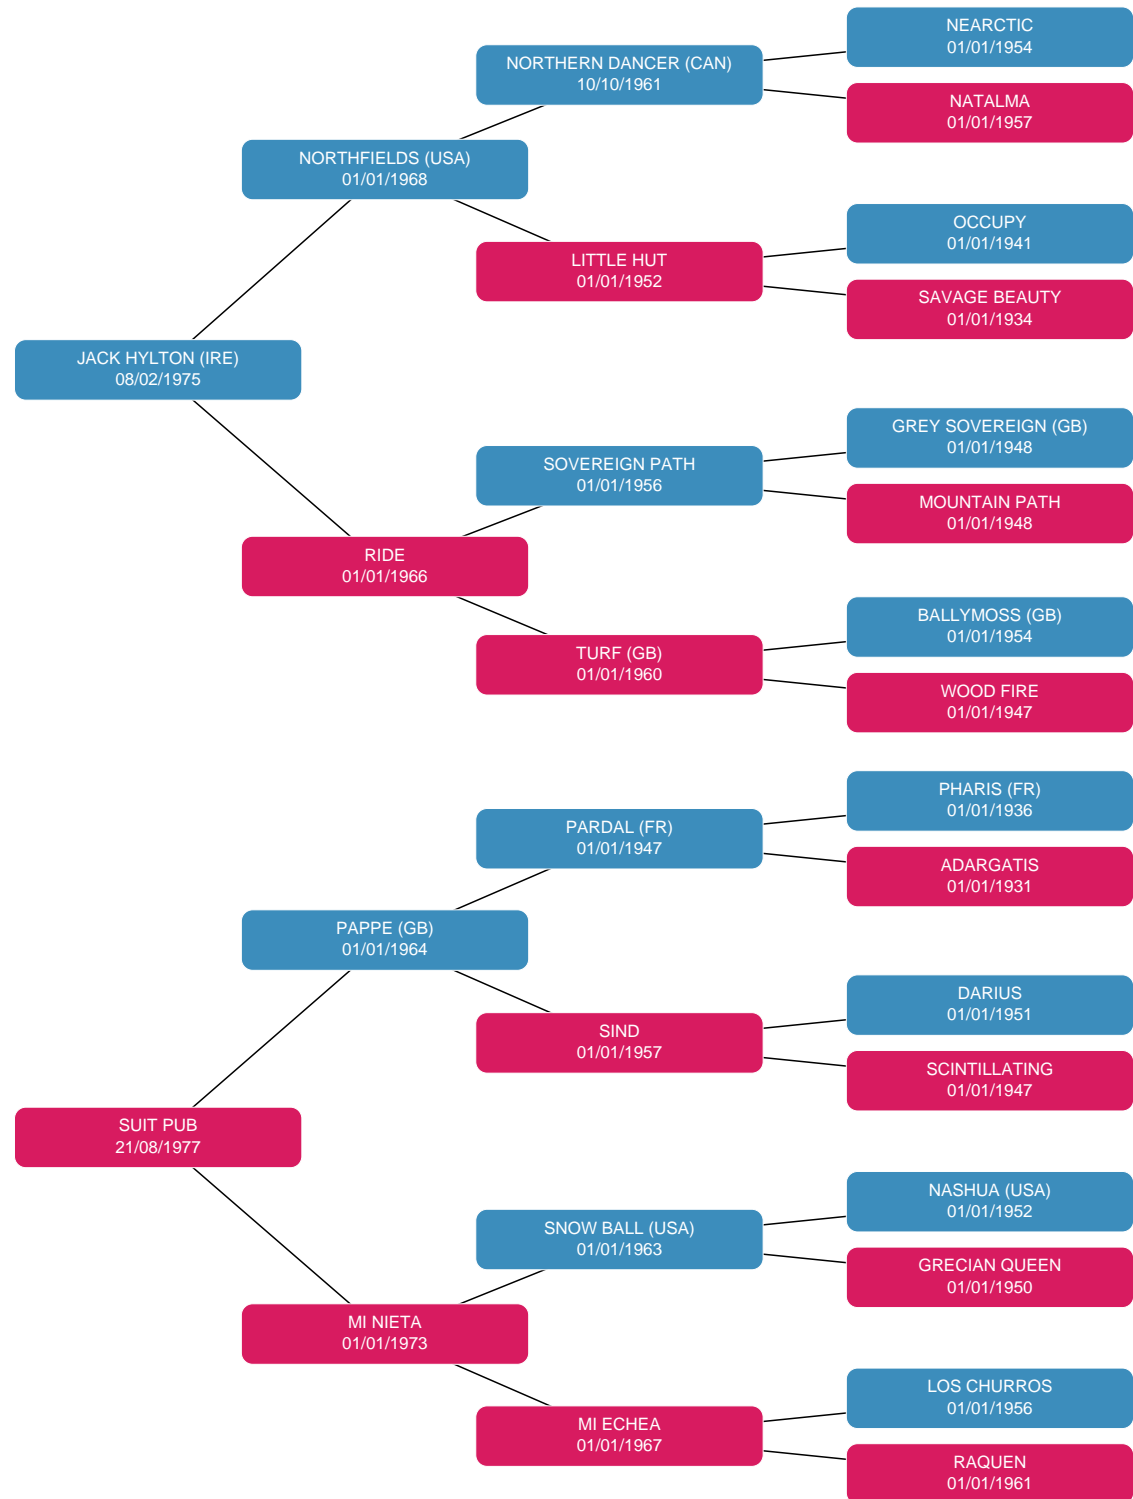 NEARCTIC
01/01/1954
NORTHERN DANCER (CAN)
10/10/1961
NATALMA
01/01/1957
NORTHFIELDS (USA)
01/01/1968
OCCUPY
01/01/1941
LITTLE HUT
01/01/1952
SAVAGE BEAUTY
01/01/1934
JACK HYLTON (IRE)
08/02/1975
GREY SOVEREIGN (GB)
01/01/1948
SOVEREIGN PATH
01/01/1956
MOUNTAIN PATH
01/01/1948
RIDE
01/01/1966
BALLYMOSS (GB)
01/01/1954
TURF (GB)
01/01/1960
WOOD FIRE
01/01/1947
PHARIS (FR)
01/01/1936
PARDAL (FR)
01/01/1947
ADARGATIS
01/01/1931
PAPPE (GB)
01/01/1964
DARIUS
01/01/1951
SIND
01/01/1957
SCINTILLATING
01/01/1947
SUIT PUB
21/08/1977
NASHUA (USA)
01/01/1952
SNOW BALL (USA)
01/01/1963
GRECIAN QUEEN
01/01/1950
MI NIETA
01/01/1973
LOS CHURROS
01/01/1956
MI ECHEA
01/01/1967
RAQUEN
01/01/1961